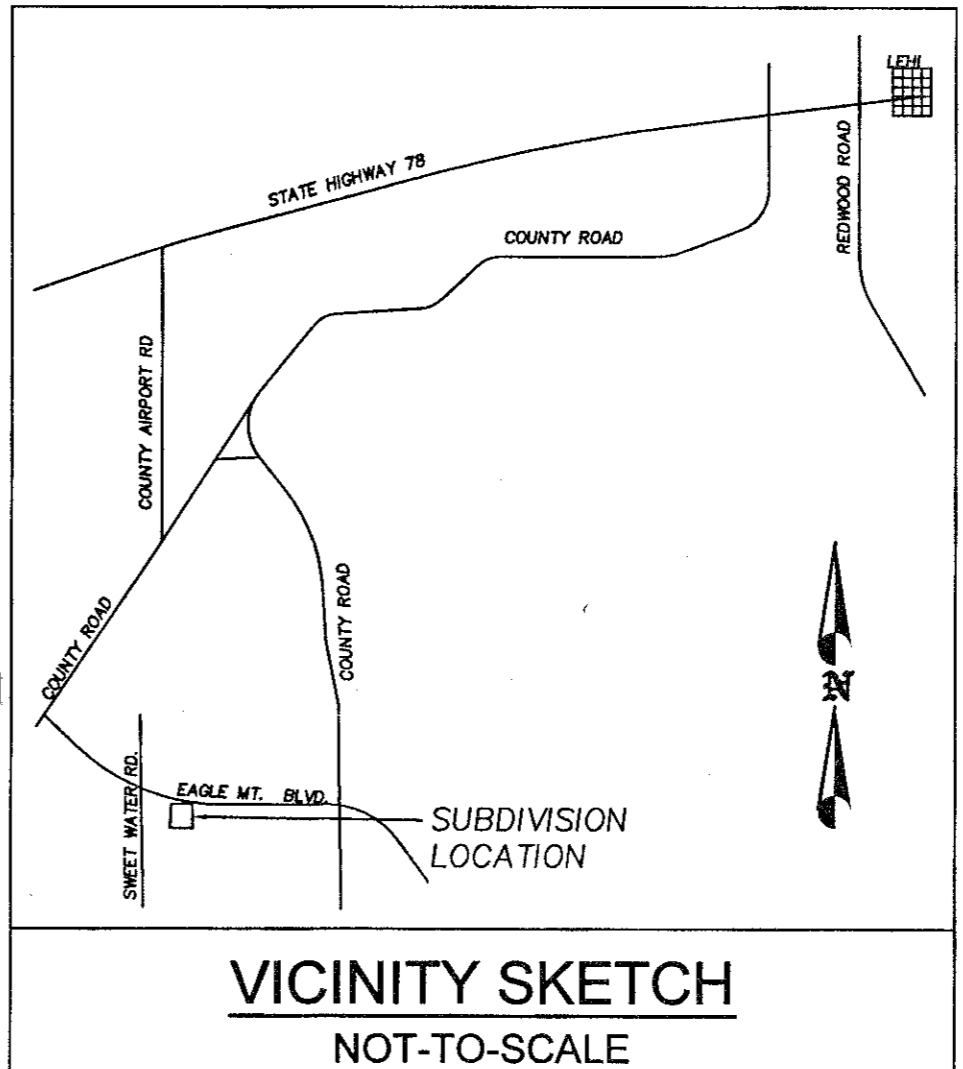 LEHI
STATE HIGHWAY 78
COUNTY ROAD
REDWOOD ROAD
COUNTY AIRPORT RD
COUNTY ROAD
COUNTY ROAD
N
SWEET WATER RD.
EAGLE MT. BLVD.
SUBDIVISION
LOCATION
VICINITY SKETCH
NOT-TO-SCALE